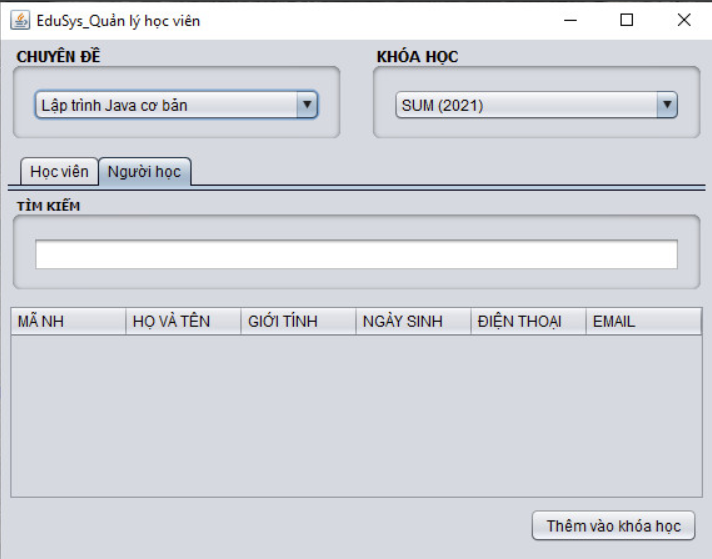 EduSys_Quản lý học viên
CHUYÊN ĐỀ
KHÓA HỌC
Lập trình Java cơ bản
SUM (2021)
Học viên
Người học
TÌM KIẾM
MÃ NH
HỌ VÀ TÊN
GIỚI TÍNH
NGÀY SINH
ĐIỆN THOẠI
EMAIL
Thêm vào khóa học